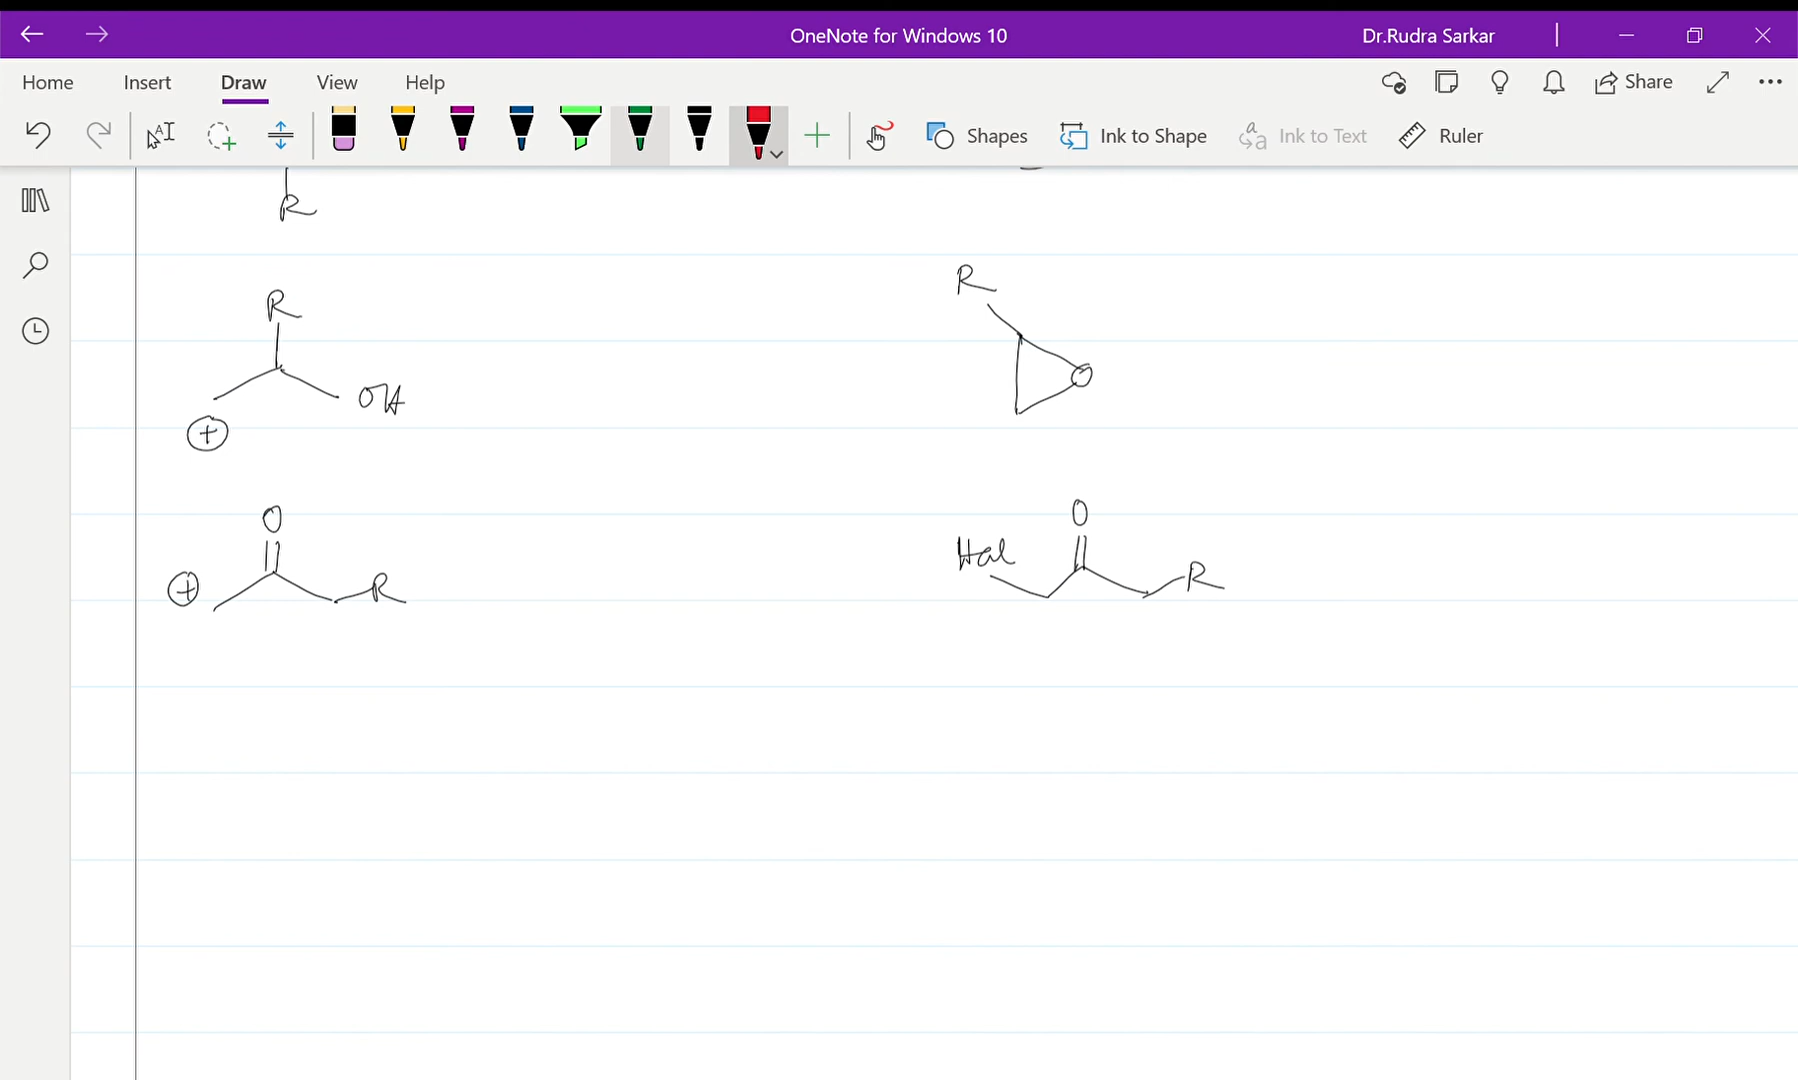 OneNote for Windows 10
Dr.Rudra Sarkar
Home Insert Draw View Help
Share
Shapes Ink to Shape Ink to Text Ruler
R
R
R
OH
O
+
O
O
Hal
+
R
R